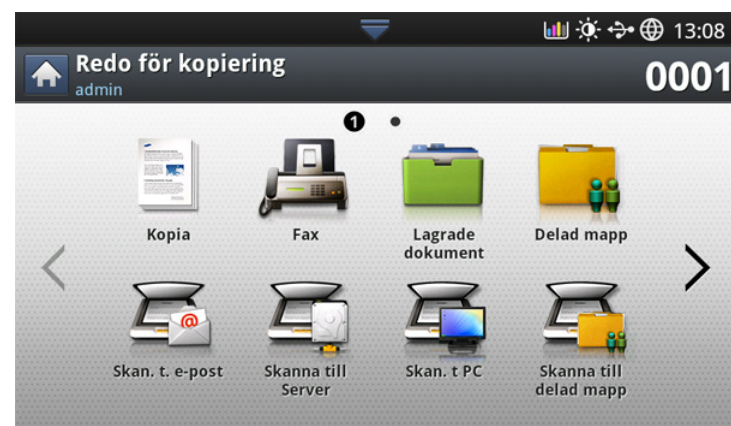 13:08
Redo för kopiering
admin
0001
1
Kopia
Fax
Lagrade
dokument
Delad mapp
@
Skan. t. e-post
Skanna till
Server
Skan. t PC
Skanna till
delad mapp